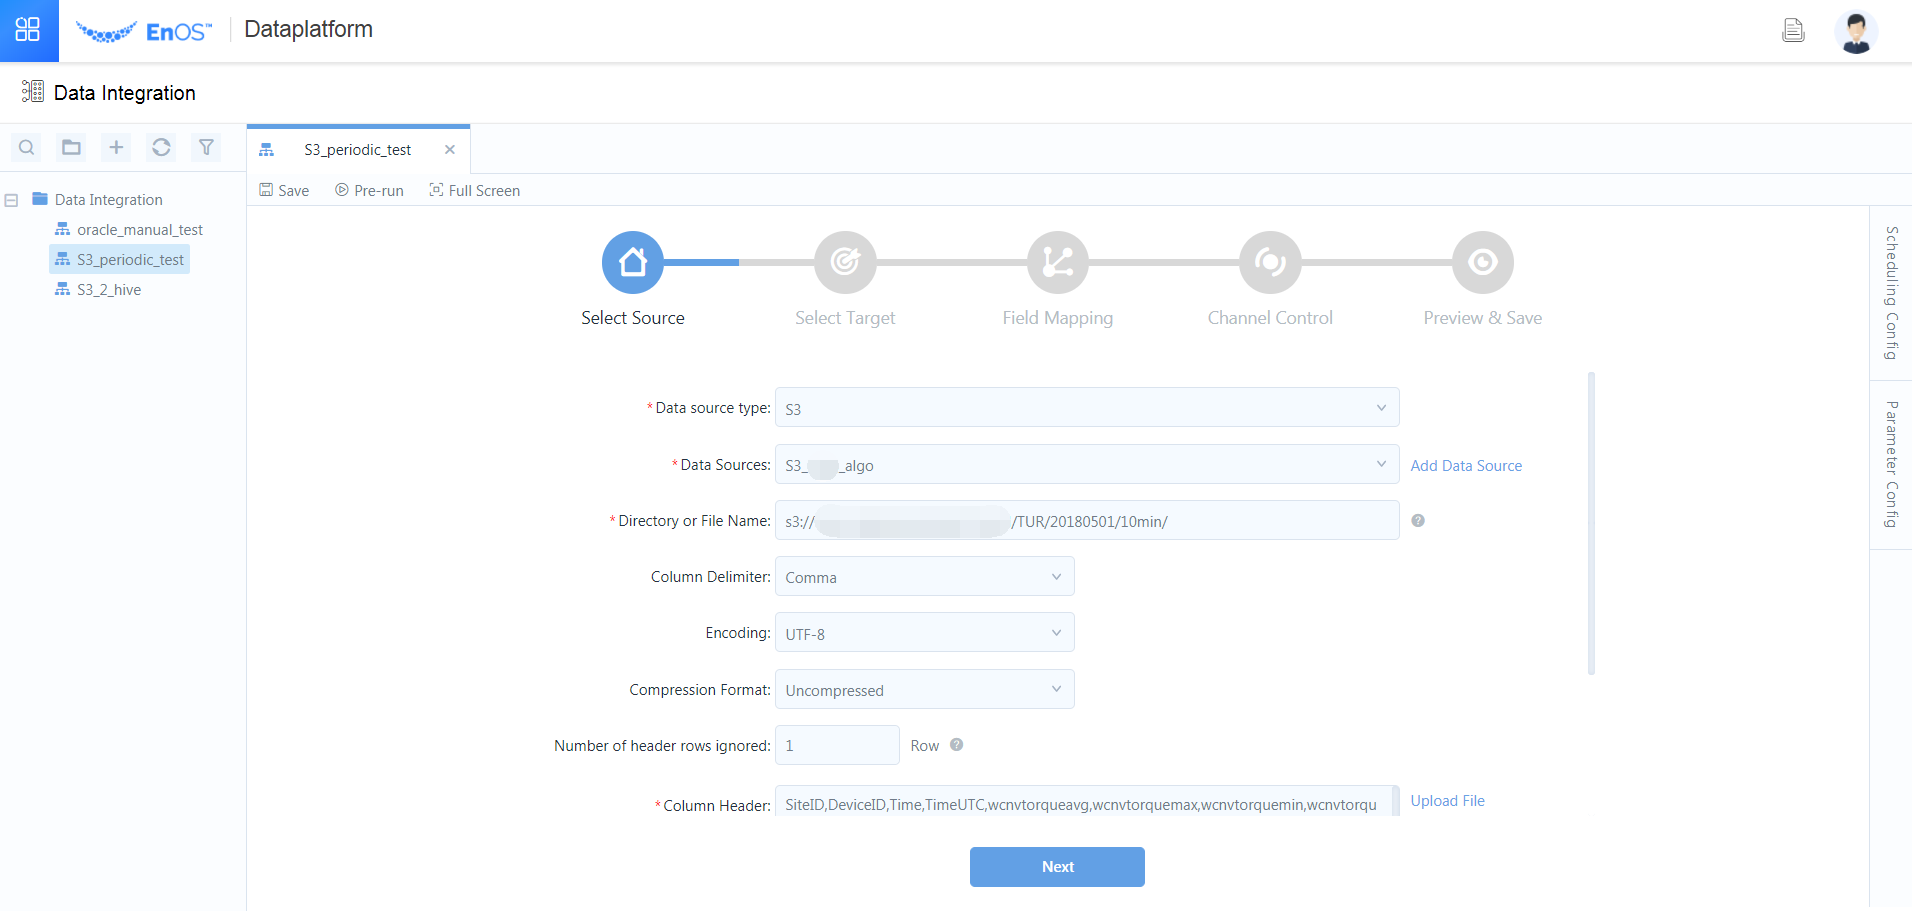 EnOS™ Dataplatform
Data Integration
S3_periodic_test
Save Pre-run Full Screen
Data Integration
oracle_manual_test
S3_periodic_test
S3_2_hive
Select Source Select Target Field Mapping Channel Control Preview & Save
*Data source type: S3
*Data Sources: S3_ _algo Add Data Source
*Directory or File Name: s3:// /TUR/20180501/10min/
Column Delimiter: Comma
Encoding: UTF-8
Compression Format: Uncompressed
Number of header rows ignored: 1 Row
*Column Header: SiteID,DeviceID,Time,TimeUTC,wcnvtorqueavg,wcnvtorquemax,wcnvtorquemin,wcnvtorqu Upload File
Next
Scheduling Config
Parameter Config